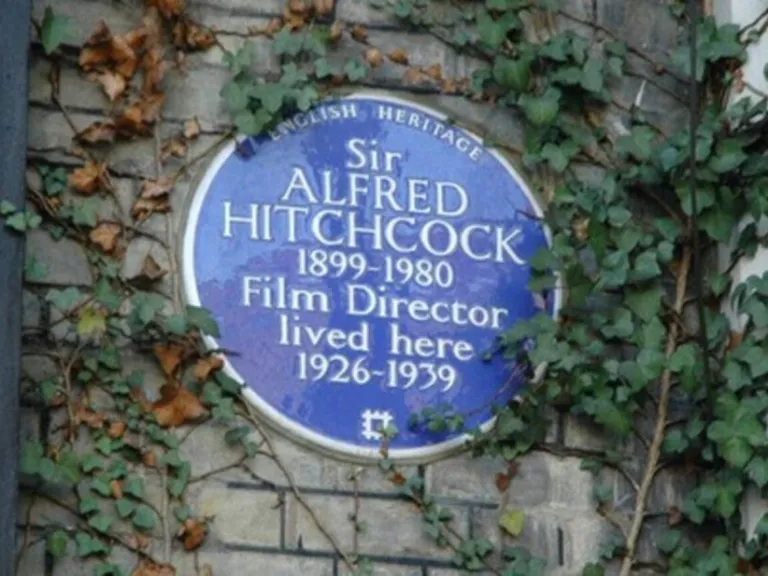 ENGLISH HERITAGE
Sir
ALFRED
HITCHCOCK
1899-1980
Film Director
lived here
1926-1939